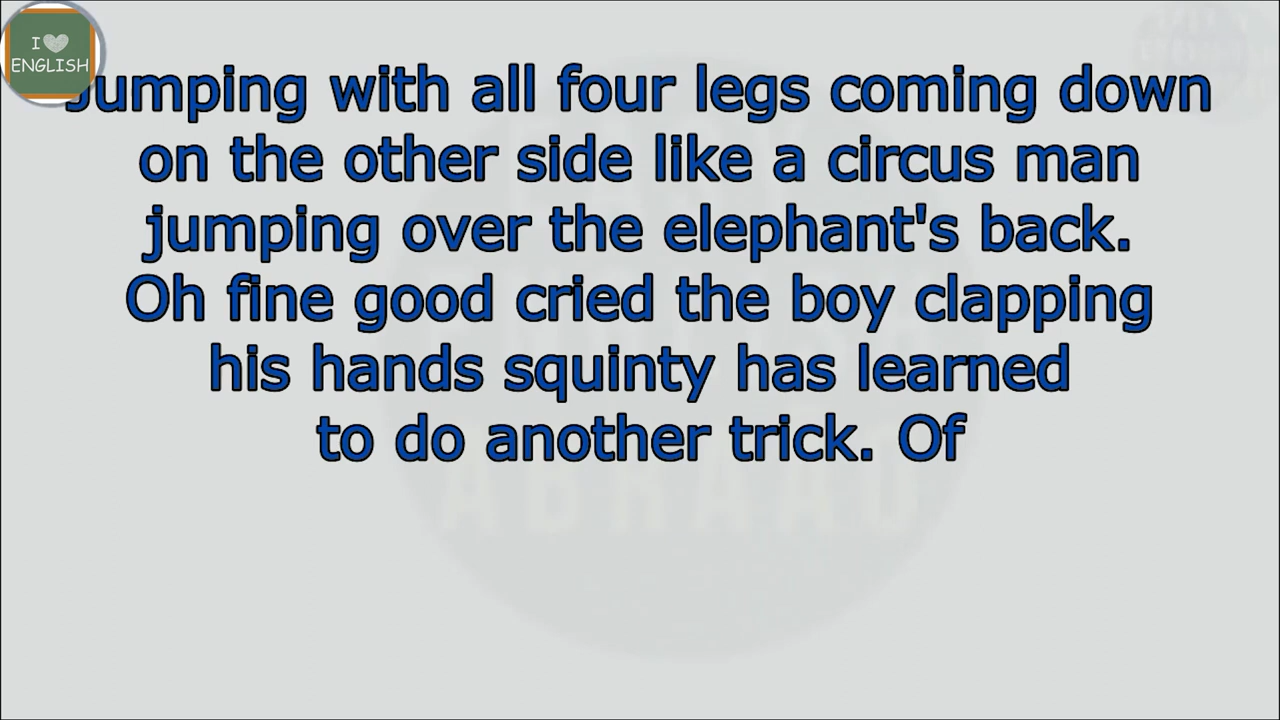 I
ENGLISH
Jumping with all four legs coming down
on the other side like a circus man
jumping over the elephant's back.
Oh fine good cried the boy clapping
his hands squinty has learned
to do another trick. Of
ABRAAD